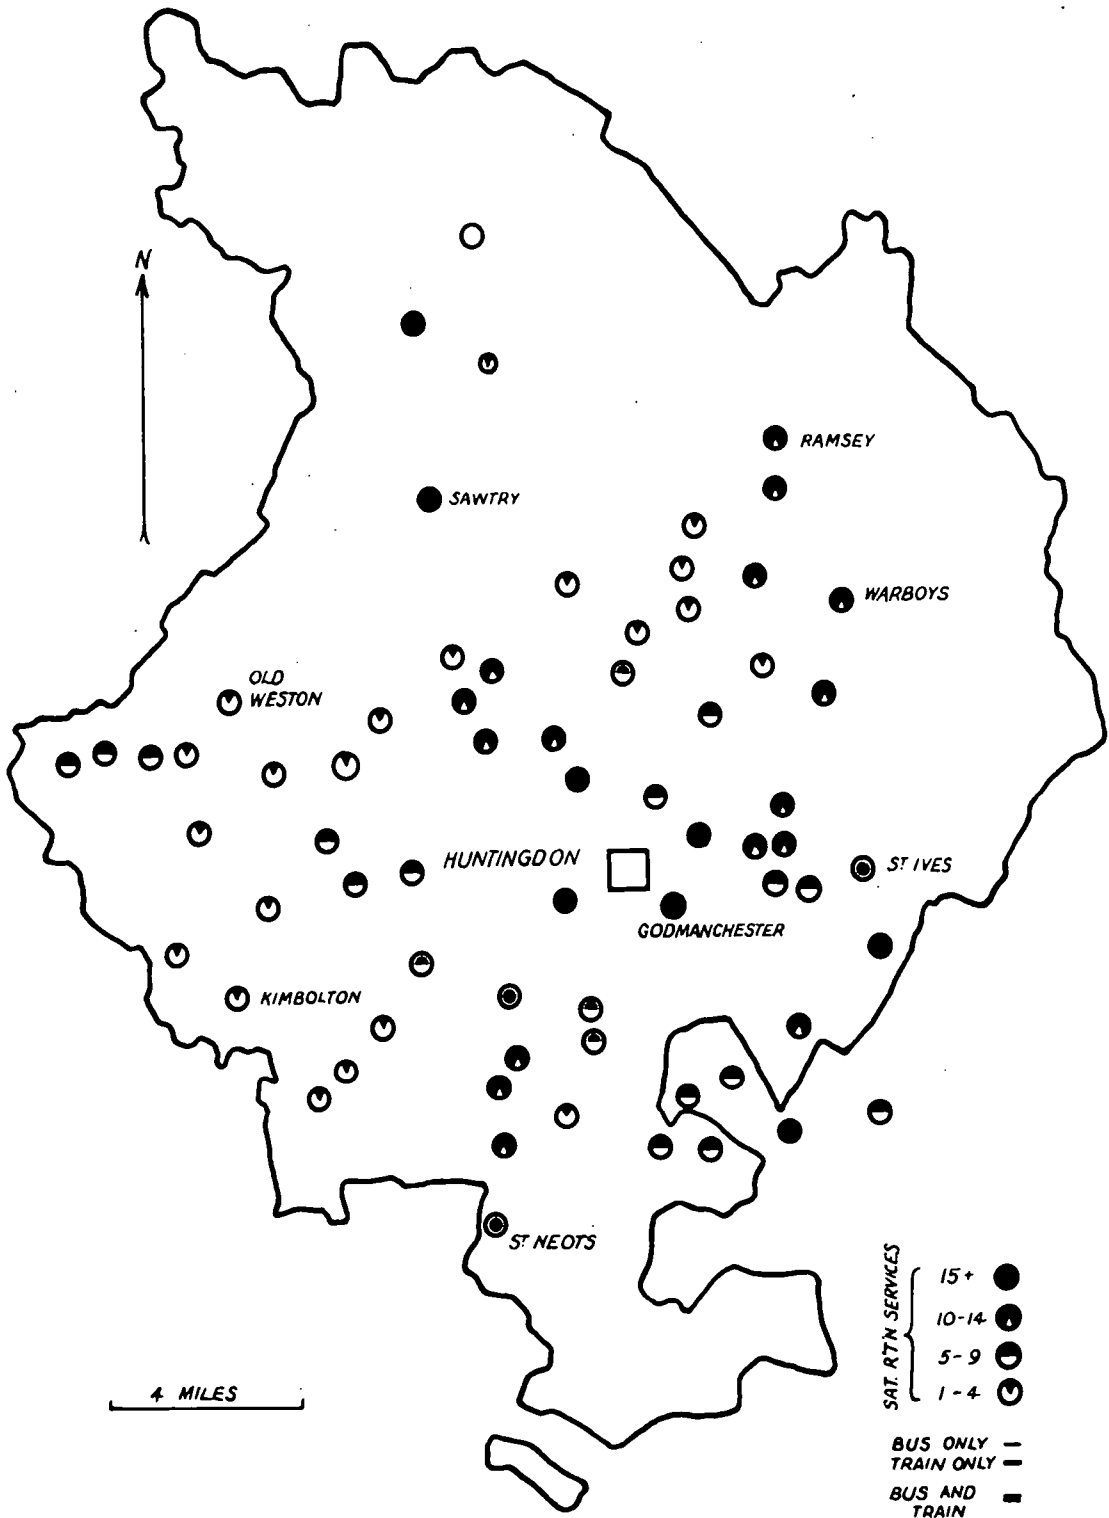 N
RAMSEY
SAWTRY
WARBOYS
OLD
WESTON
HUNTINGDON
ST IVES
GODMANCHESTER
KIMBOLTON
ST NEOTS
SAT. RT'N SERVICES
15+
10-14
5-9
1-4
4 MILES
BUS ONLY
TRAIN ONLY
BUS AND
TRAIN